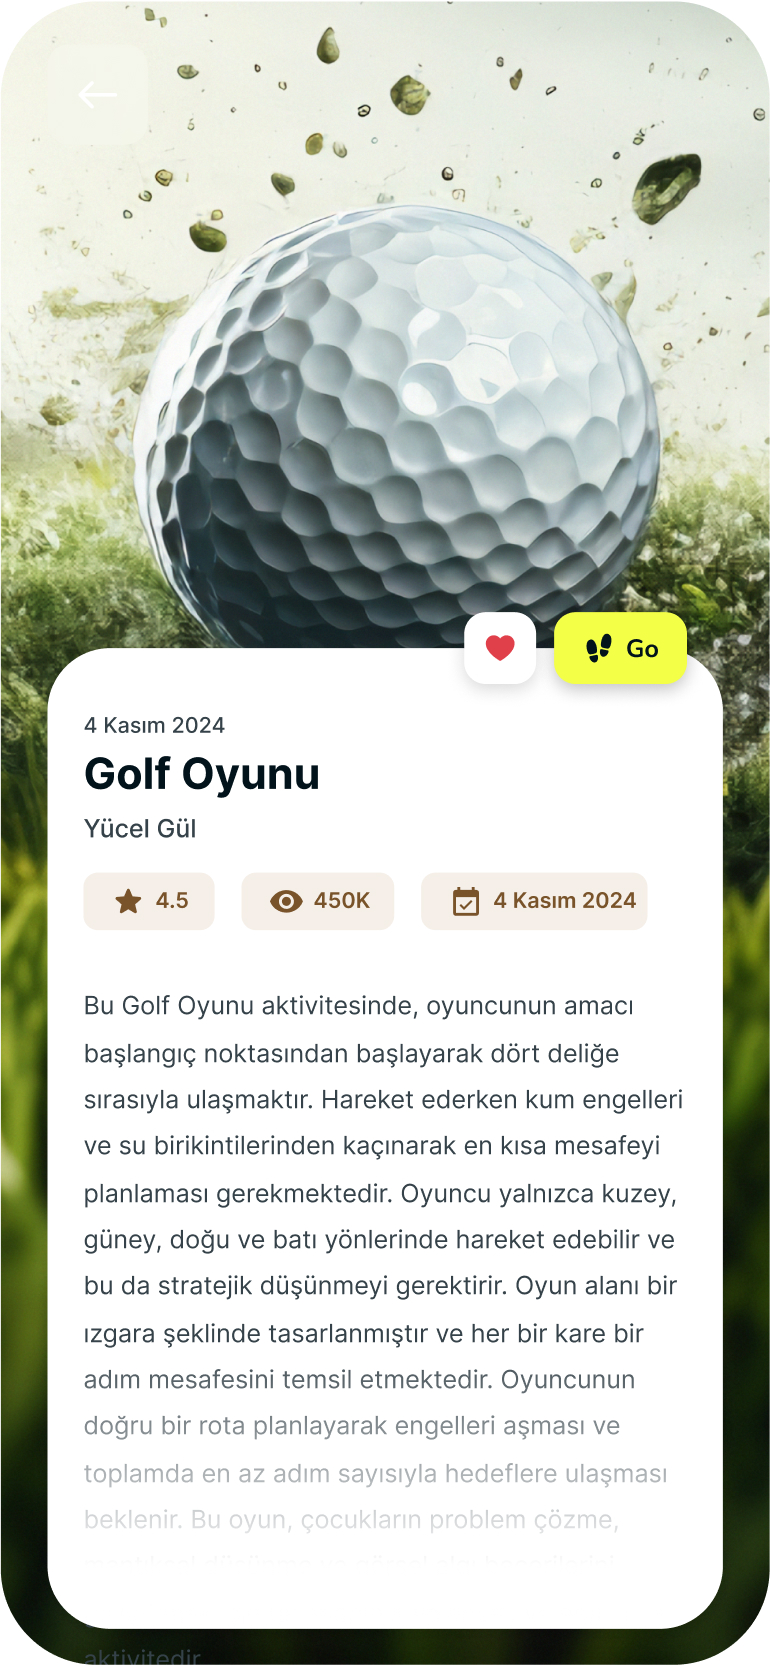 Go
4 Kasım 2024
Golf Oyunu
Yücel Gül
4.5 450K 4 Kasım 2024
Bu Golf Oyunu aktivitesinde, oyuncunun amacı
başlangıç noktasından başlayarak dört deliğe
sırasıyla ulaşmaktır. Hareket ederken kum engelleri
ve su birikintilerinden kaçınarak en kısa mesafeyi
planlaması gerekmektedir. Oyuncu yalnızca kuzey,
güney, doğu ve batı yönlerinde hareket edebilir ve
bu da stratejik düşünmeyi gerektirir. Oyun alanı bir
ızgara şeklinde tasarlanmıştır ve her bir kare bir
adım mesafesini temsil etmektedir. Oyuncunun
doğru bir rota planlayarak engelleri aşması ve
toplamda en az adım sayısıyla hedeflere ulaşması
beklenir. Bu oyun, çocukların problem çözme,
aktivitedir